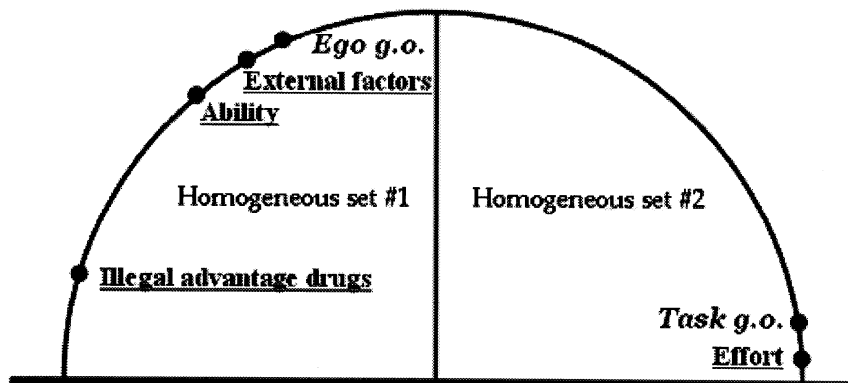 Ego g.o.
External factors
Ability
Homogeneous set #1
Homogeneous set #2
Illegal advantage drugs
Task g.o.
Effort